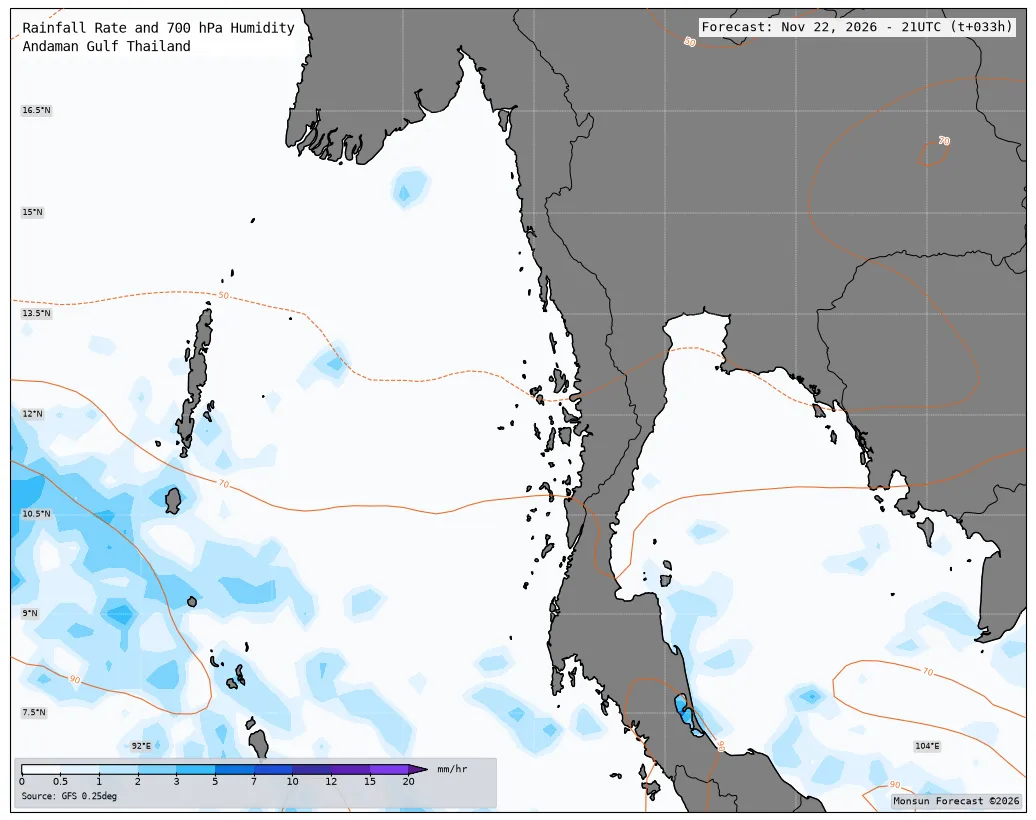 Rainfall Rate and 700 hPa Humidity
Andaman Gulf Thailand
Forecast: Nov 22, 2026 - 21UTC (t+033h)
50
70
16.5°N
15°N
50
13.5°N
12°N
70
10.5°N
9°N
90
70
7.5°N
92°E
90
104°E
90
mm/hr
0 0.5 1 2 3 5 7 10 12 15 20
Source: GFS 0.25deg
Monsun Forecast ©2026